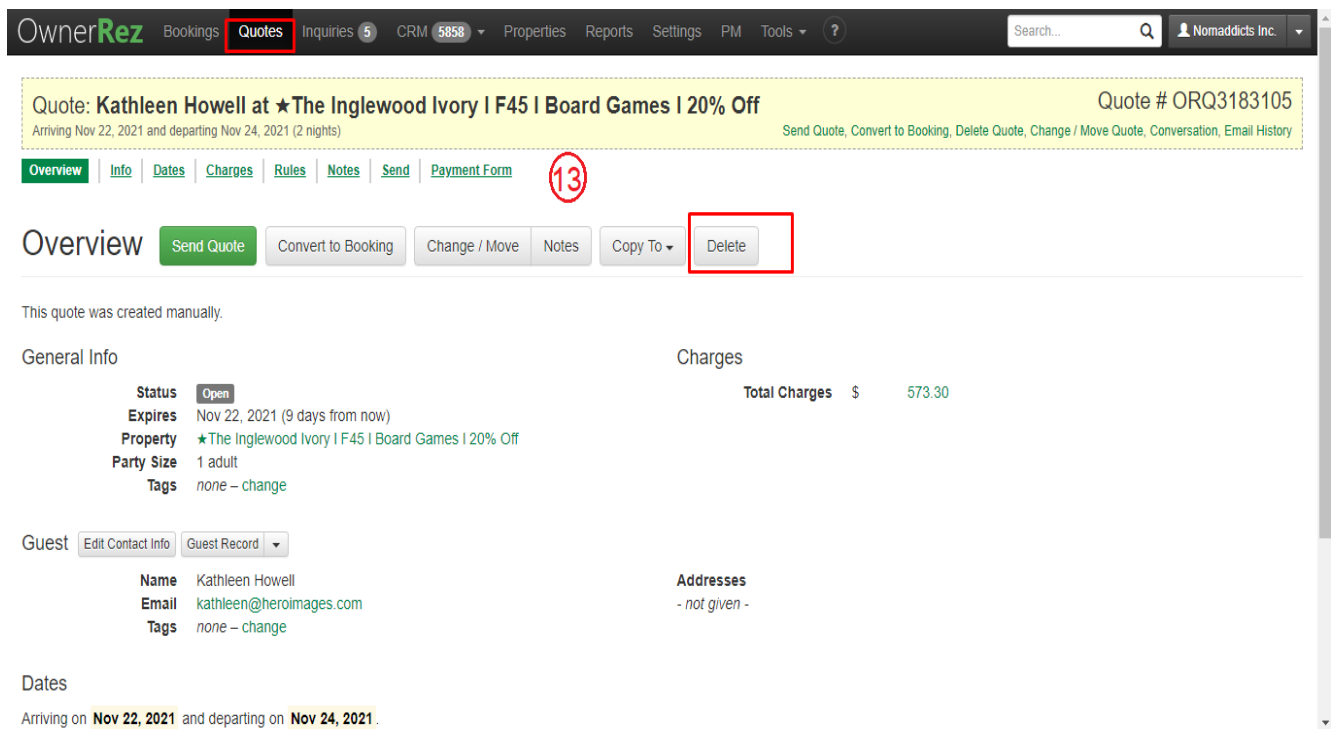 OwnerRez Bookings Quotes Inquiries 5 CRM 5858 Properties Reports Settings PM Tools ? Search... Nomaddicts Inc.
Quote: Kathleen Howell at ★The Inglewood Ivory I F45 I Board Games I 20% Off Quote # ORQ3183105
Arriving Nov 22, 2021 and departing Nov 24, 2021 (2 nights) Send Quote, Convert to Booking, Delete Quote, Change / Move Quote, Conversation, Email History
Overview Info Dates Charges Rules Notes Send Payment Form 13
Overview Send Quote Convert to Booking Change / Move Notes Copy To Delete
This quote was created manually.
General Info Charges
Status Open Total Charges $ 573.30
Expires Nov 22, 2021 (9 days from now)
Property ★The Inglewood Ivory I F45 I Board Games I 20% Off
Party Size 1 adult
Tags none – change
Guest Edit Contact Info Guest Record
Name Kathleen Howell Addresses
Email kathleen@heroimages.com - not given -
Tags none – change
Dates
Arriving on Nov 22, 2021 and departing on Nov 24, 2021.